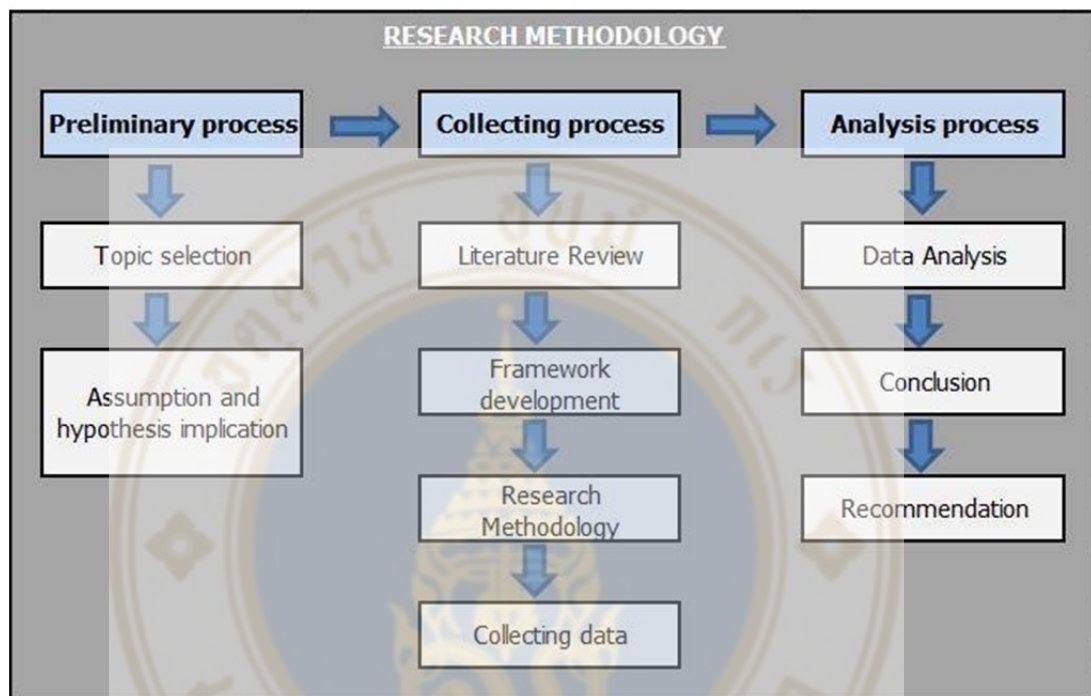 RESEARCH METHODOLOGY
Preliminary process
Collecting process
Analysis process
Topic selection
Literature Review
Data Analysis
Assumption and
hypothesis implication
Framework
development
Conclusion
Research
Methodology
Recommendation
Collecting data